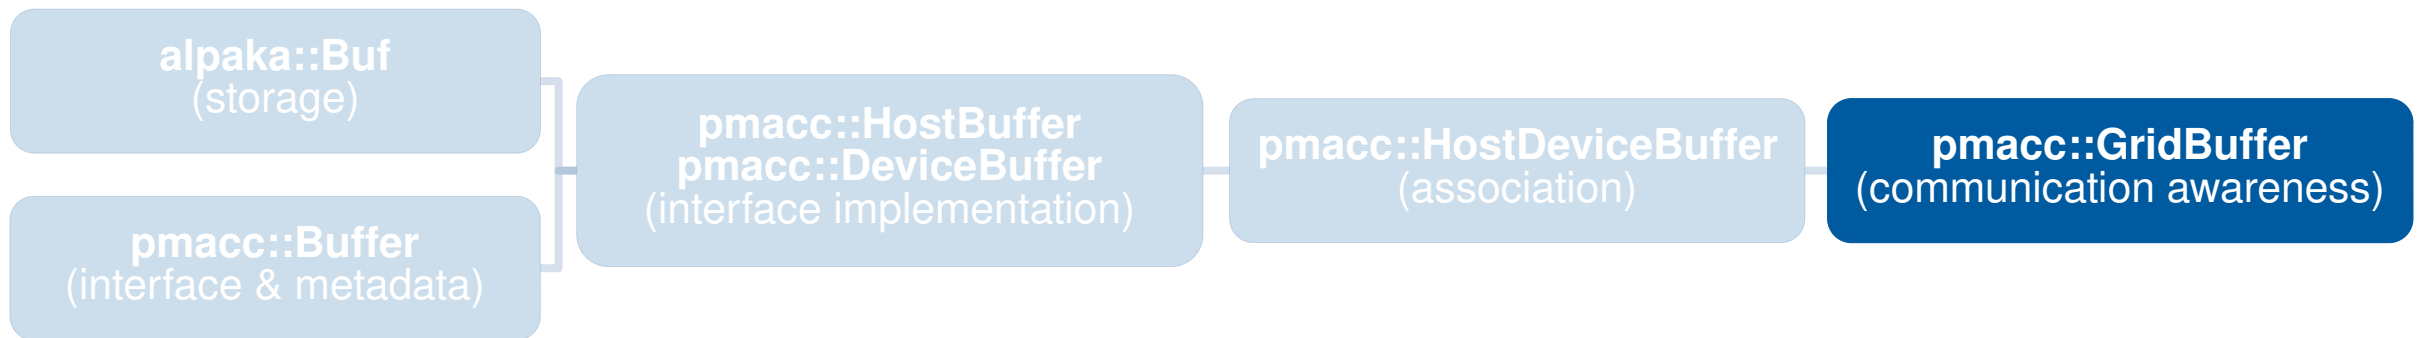 alpaka::Buf
(storage)
pmacc::Buffer
(interface & metadata)
pmacc::HostBuffer
pmacc::DeviceBuffer
(interface implementation)
pmacc::HostDeviceBuffer
(association)
pmacc::GridBuffer
(communication awareness)